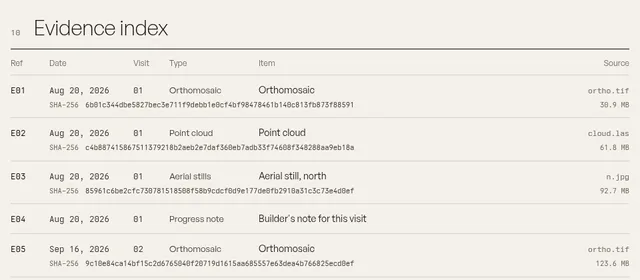 10 Evidence index
Ref Date Visit Type Item Source
E01 Aug 20, 2026 01 Orthomosaic Orthomosaic ortho.tif
SHA-256 6b01c344dbe5827bec3e711f9debb1e0cf4bf98478461b140c813fb873f88591 30.9 MB
E02 Aug 20, 2026 01 Point cloud Point cloud cloud.las
SHA-256 c4b887415867511379218b2aeb2e7daf360eb7adb33f74608f348288aa9eb18a 61.8 MB
E03 Aug 20, 2026 01 Aerial stills Aerial still, north n.jpg
SHA-256 85961c6be2cfc730781518508f58b9cdcf0d9e177de0fb2910a31c3c73e4d0ef 92.7 MB
E04 Aug 20, 2026 01 Progress note Builder's note for this visit
E05 Sep 16, 2026 02 Orthomosaic Orthomosaic ortho.tif
SHA-256 9c10e84ca14bf15c2d6765040f20719d1615aa685557e63dea4b766825ecd0ef 123.6 MB